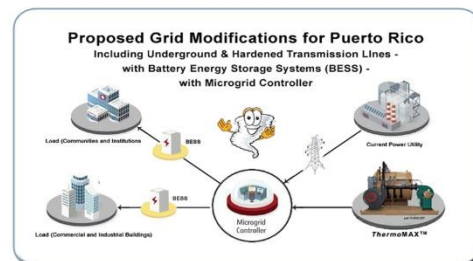 Proposed Grid Modifications for Puerto Rico
Including Underground & Hardened Transmission LInes -
with Battery Energy Storage Systems (BESS) -
with Microgrid Controller
BESS
Load (Communities and Institutions
Current Power Utility
BESS
Load (Commercial and Industrial Buildings)
Microgrid
Controller
ThermoMAX™